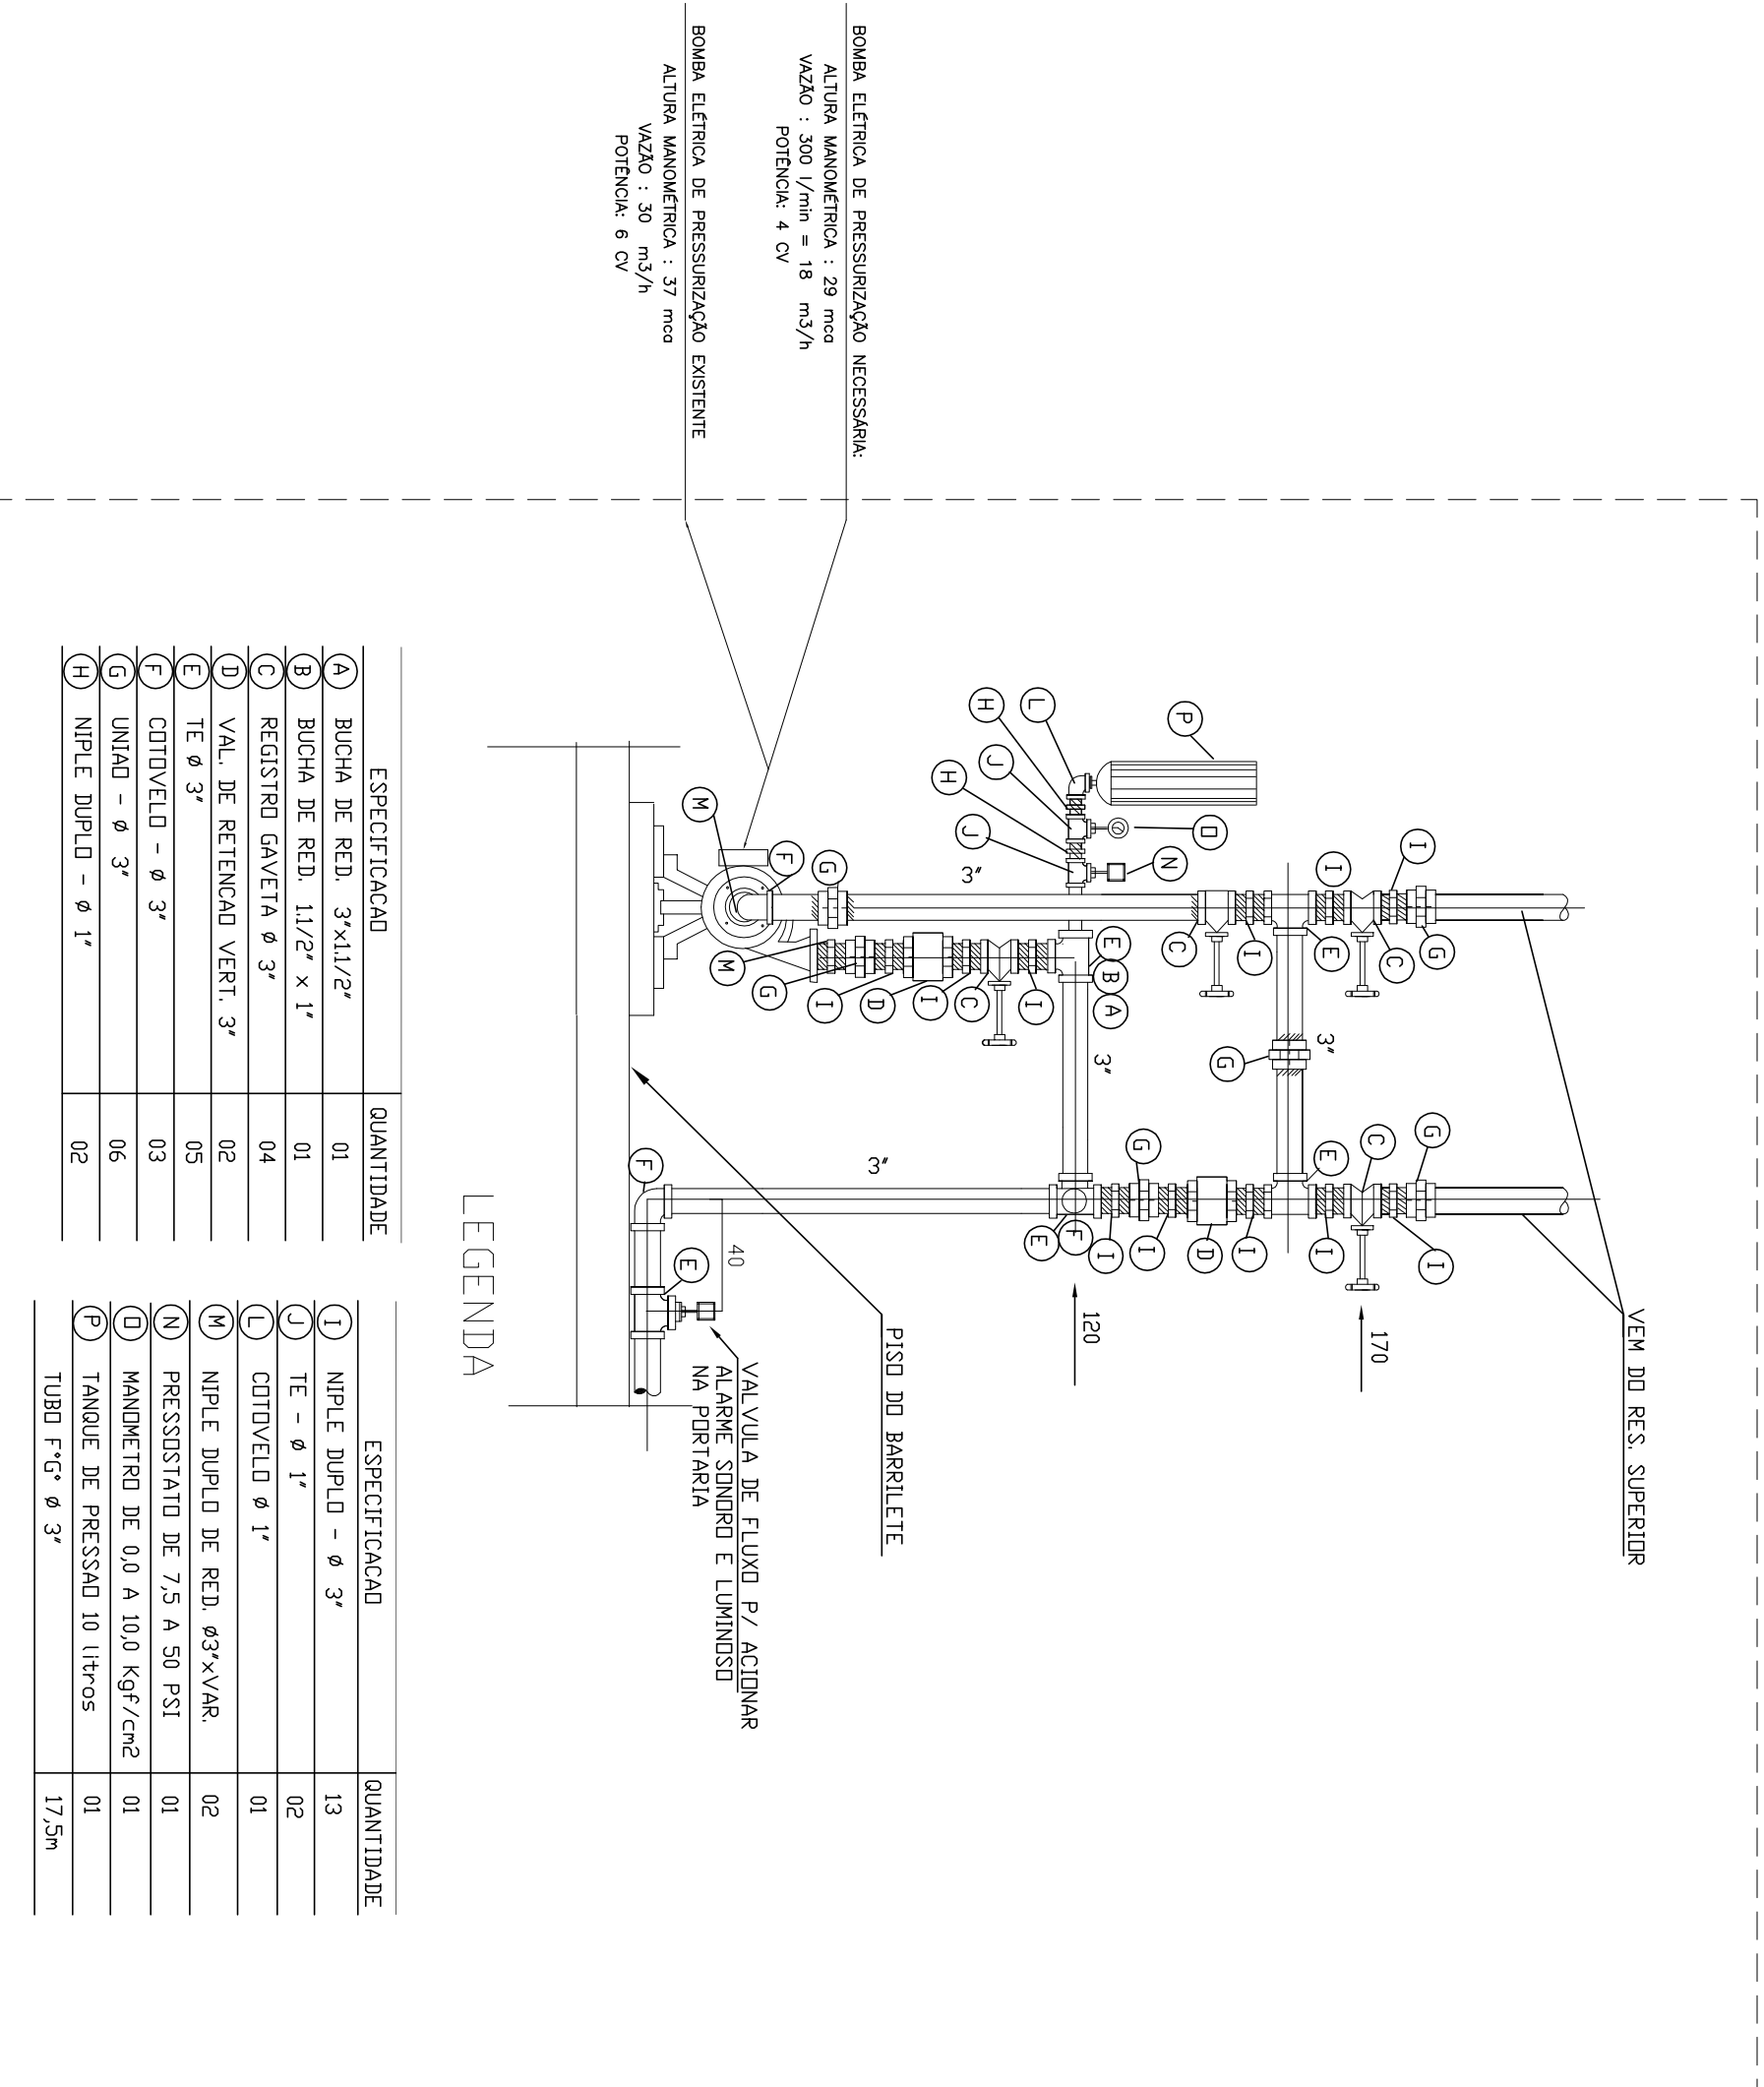 VEM DO RES. SUPERIOR
I
I
G
C
G
C
G
I
I
C
E
I
E
170
3"
G
C
I
I
D
G
I
I
E
F
120
P
N
O
L
J
H
J
H
3"
E
B
A
3"
I
C
I
D
I
G
M
G
F
M
3"
F
E
40
BOMBA ELÉTRICA DE PRESSURIZAÇÃO NECESSÁRIA:
ALTURA MANOMÉTRICA : 29 mca
VAZÃO : 300 l/min = 18 m3/h
POTÊNCIA: 4 CV
BOMBA ELÉTRICA DE PRESSURIZAÇÃO EXISTENTE
ALTURA MANOMÉTRICA : 37 mca
VAZÃO : 30 m3/h
POTÊNCIA: 6 CV
PISO DO BARRILETE
VALVULA DE FLUXO P/ ACIONAR
ALARME SONORO E LUMINOSO
NA PORTARIA
LEGENDA
ESPECIFICACAO QUANTIDADE
A BUCHA DE RED. 3"x1.1/2" 01
B BUCHA DE RED. 1.1/2" x 1" 01
C REGISTRO GAVETA ø 3" 04
D VAL. DE RETENCAO VERT. 3" 02
E TE ø 3" 05
F COTOVELO - ø 3" 03
G UNIAO - ø 3" 06
H NIPLE DUPLO - ø 1" 02
ESPECIFICACAO QUANTIDADE
I NIPLE DUPLO - ø 3" 13
J TE - ø 1" 02
L COTOVELO ø 1" 01
M NIPLE DUPLO DE RED. ø3"xVAR. 02
N PRESSOSTATO DE 7,5 A 50 PSI 01
O MANOMETRO DE 0,0 A 10,0 Kgf/cm2 01
P TANQUE DE PRESSAO 10 litros 01
TUBO F°G° ø 3" 17,5m